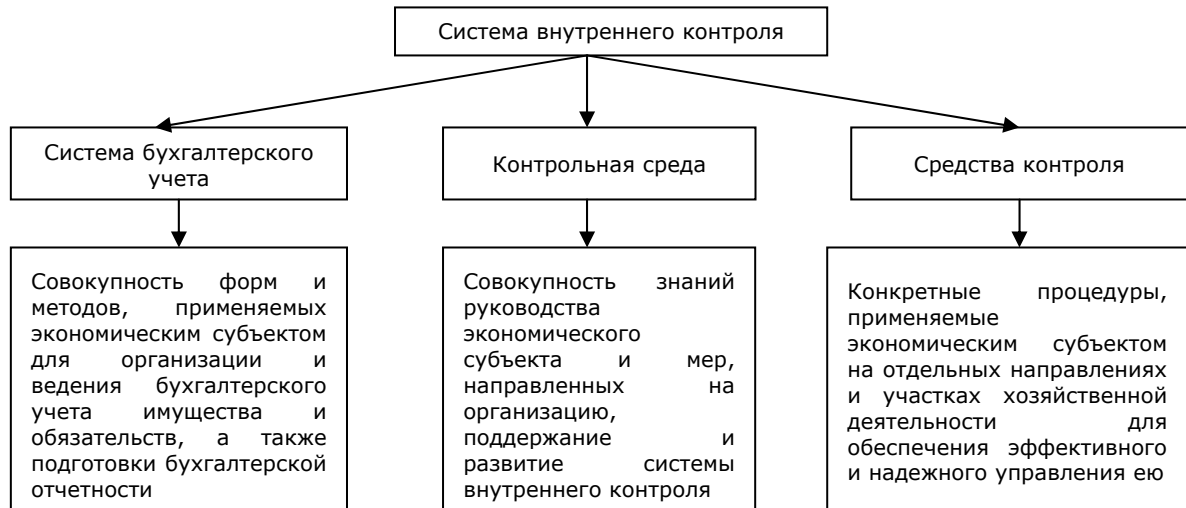 Система внутреннего контроля
Система бухгалтерского
учета
Контрольная среда
Средства контроля
Совокупность форм и
методов, применяемых
экономическим субъектом
для организации и
ведения бухгалтерского
учета имущества и
обязательств, а также
подготовки бухгалтерской
отчетности
Совокупность знаний
руководства
экономического
субъекта и мер,
направленных на
организацию,
поддержание и
развитие системы
внутреннего контроля
Конкретные процедуры,
применяемые
экономическим субъектом
на отдельных направлениях
и участках хозяйственной
деятельности для
обеспечения эффективного
и надежного управления ею